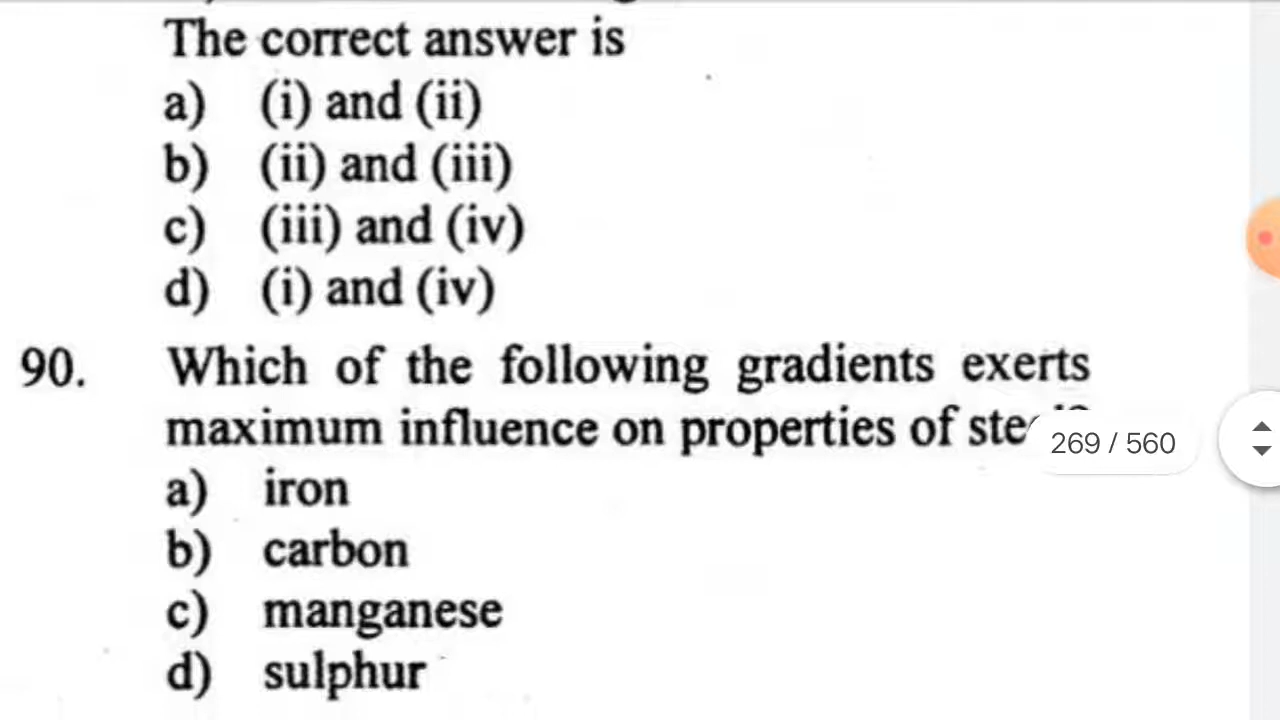 The correct answer is
a) (i) and (ii)
b) (ii) and (iii)
c) (iii) and (iv)
d) (i) and (iv)
90. Which of the following gradients exerts
maximum influence on properties of
269 / 560
a) iron
b) carbon
c) manganese
d) sulphur